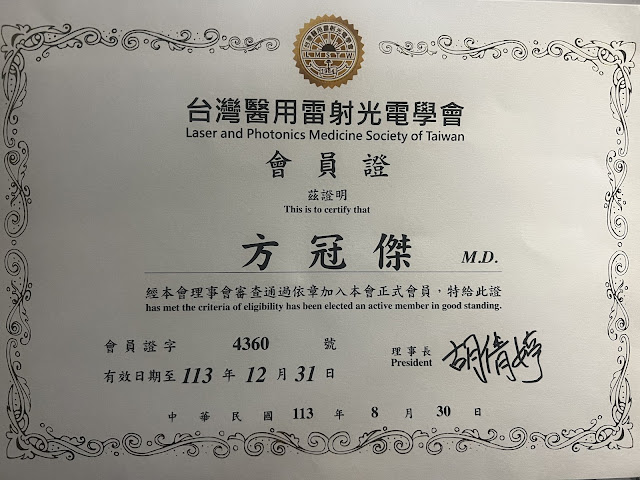 台灣醫用雷射光電學會
Laser and Photonics Medicine Society of Taiwan
會員證
茲證明
This is to certify that
方冠傑 M.D.
經本會理事會審查通過依章加入本會正式會員，特給此證
has met the criteria of eligibility has been elected an active member in good standing.
會員證字 4360 號
有效日期至 113 年 12 月 31 日
理事長
President
胡倩婷
中華民國 113 年 8 月 30 日